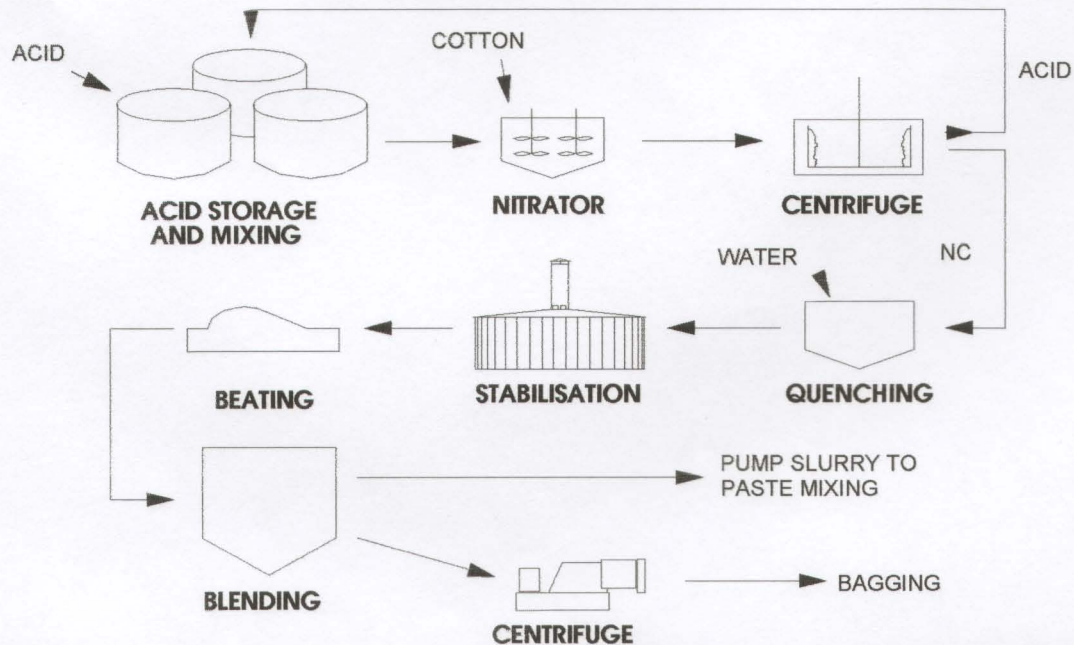 ACID
COTTON
ACID
ACID STORAGE
AND MIXING
NITRATOR
CENTRIFUGE
WATER
NC
BEATING
STABILISATION
QUENCHING
PUMP SLURRY TO
PASTE MIXING
BLENDING
CENTRIFUGE
BAGGING